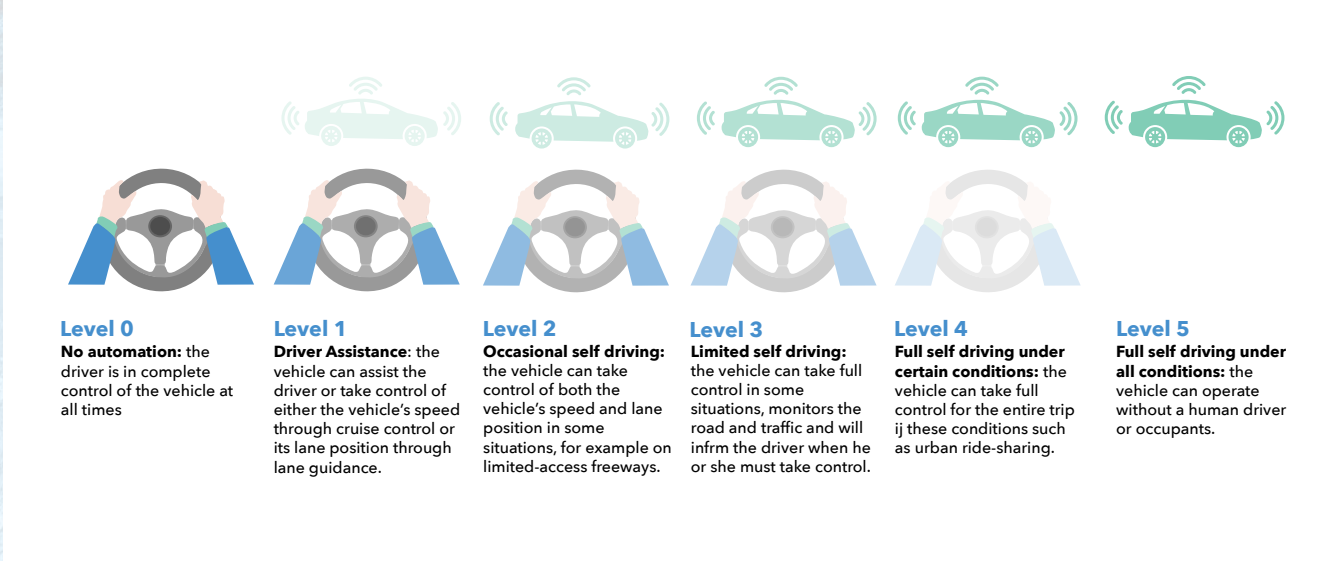 Level 0
No automation: the
driver is in complete
control of the vehicle at
all times
Level 1
Driver Assistance: the
vehicle can assist the
driver or take control of
either the vehicle's speed
through cruise control or
its lane position through
lane guidance.
Level 2
Occasional self driving:
the vehicle can take
control of both the
vehicle's speed and lane
position in some
situations, for example on
limited-access freeways.
Level 3
Limited self driving:
the vehicle can take full
control in some
situations, monitors the
road and traffic and will
infrm the driver when he
or she must take control.
Level 4
Full self driving under
certain conditions: the
vehicle can take full
control for the entire trip
ij these conditions such
as urban ride-sharing.
Level 5
Full self driving under
all conditions: the
vehicle can operate
without a human driver
or occupants.